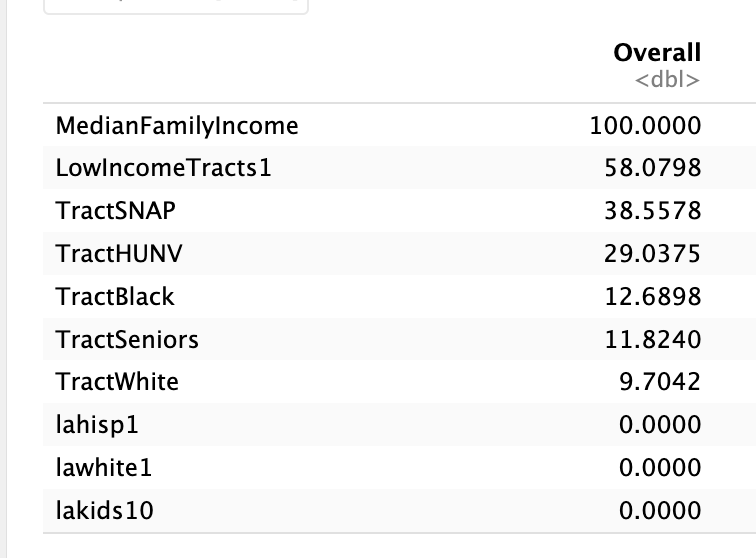 Overall
<dbl>
MedianFamilyIncome 100.0000
LowIncomeTracts1 58.0798
TractSNAP 38.5578
TractHUNV 29.0375
TractBlack 12.6898
TractSeniors 11.8240
TractWhite 9.7042
lahisp1 0.0000
lawhite1 0.0000
lakids10 0.0000